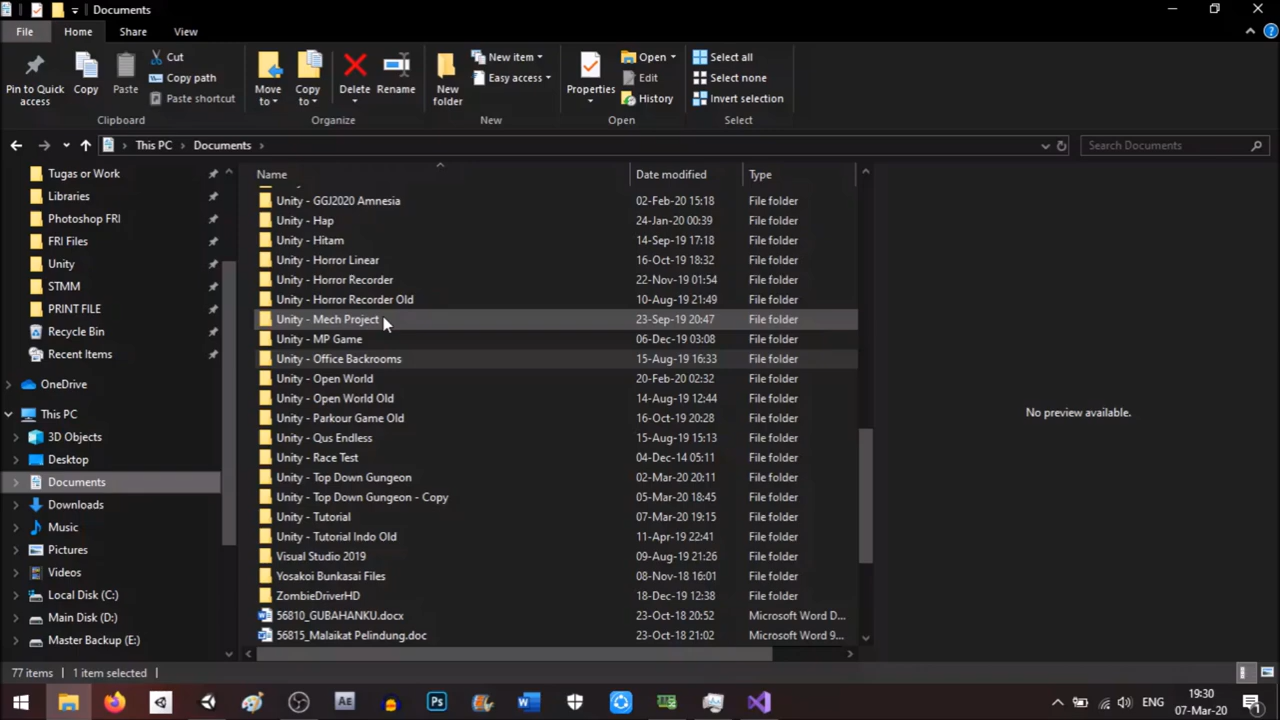 Documents
File Home Share View
Pin to Quick access
Copy
Paste
Cut
Copy path
Paste shortcut
Clipboard
Move to
Copy to
Delete
Rename
Organize
New folder
New item
Easy access
New
Properties
Open
Edit
History
Open
Select all
Select none
Invert selection
Select
This PC Documents
Search Documents
Tugas or Work
Libraries
Photoshop FRI
FRI Files
Unity
STMM
PRINT FILE
Recycle Bin
Recent Items
OneDrive
This PC
3D Objects
Desktop
Documents
Downloads
Music
Pictures
Videos
Local Disk (C:)
Main Disk (D:)
Master Backup (E:)
Name Date modified Type
Unity - GGJ2020 Amnesia 02-Feb-20 15:18 File folder
Unity - Hap 24-Jan-20 00:39 File folder
Unity - Hitam 14-Sep-19 17:18 File folder
Unity - Horror Linear 16-Oct-19 18:32 File folder
Unity - Horror Recorder 22-Nov-19 01:54 File folder
Unity - Horror Recorder Old 10-Aug-19 21:49 File folder
Unity - Mech Project 23-Sep-19 20:47 File folder
Unity - MP Game 06-Dec-19 03:08 File folder
Unity - Office Backrooms 15-Aug-19 16:33 File folder
Unity - Open World 20-Feb-20 02:32 File folder
Unity - Open World Old 14-Aug-19 12:44 File folder
Unity - Parkour Game Old 16-Oct-19 20:28 File folder
Unity - Qus Endless 15-Aug-19 15:13 File folder
Unity - Race Test 04-Dec-14 05:11 File folder
Unity - Top Down Gungeon 02-Mar-20 20:11 File folder
Unity - Top Down Gungeon - Copy 05-Mar-20 18:45 File folder
Unity - Tutorial 07-Mar-20 19:15 File folder
Unity - Tutorial Indo Old 11-Apr-19 22:41 File folder
Visual Studio 2019 09-Aug-19 21:26 File folder
Yosakoi Bunkasai Files 08-Nov-18 16:01 File folder
ZombieDriverHD 18-Dec-19 12:38 File folder
56810_GUBAHANKU.docx 23-Oct-18 20:52 Microsoft Word D...
56815_Malaikat Pelindung.doc 23-Oct-18 21:02 Microsoft Word 9...
No preview available.
77 items 1 item selected
Ae
Ps
ENG
19:30
07-Mar-20
1